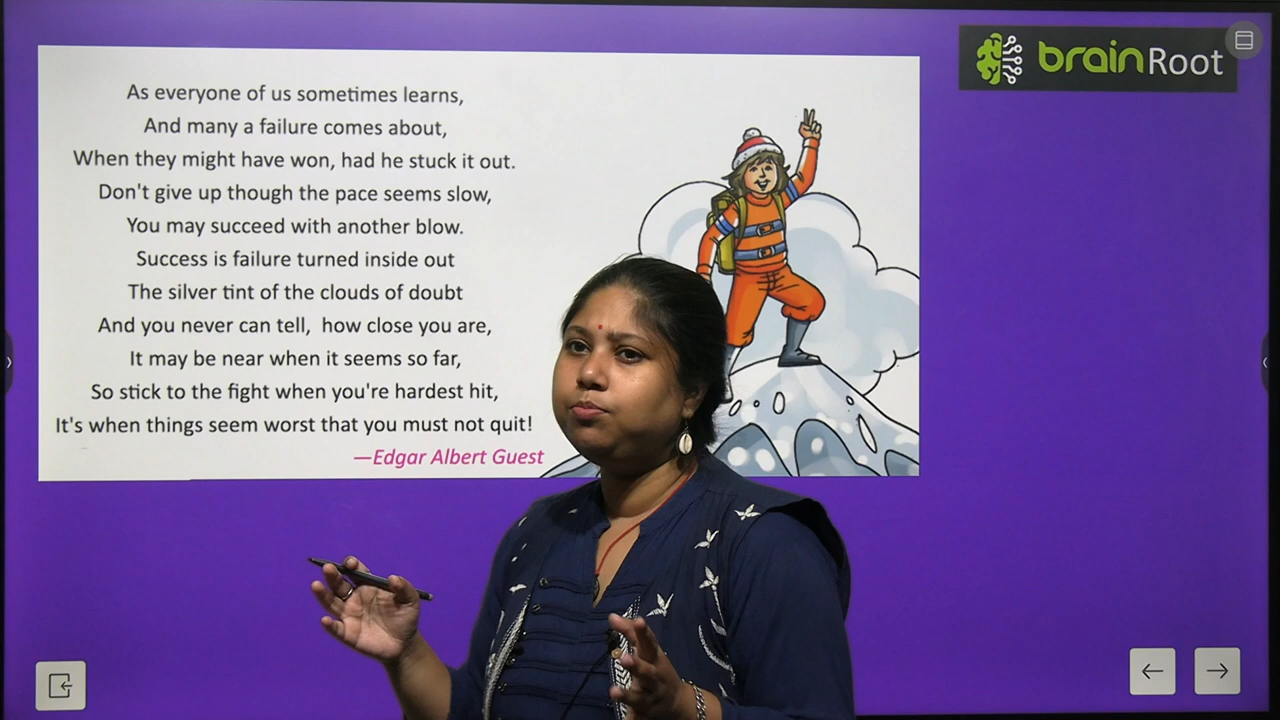 brainRoot
As everyone of us sometimes learns,
And many a failure comes about,
When they might have won, had he stuck it out.
Don't give up though the pace seems slow,
You may succeed with another blow.
Success is failure turned inside out
The silver tint of the clouds of doubt
And you never can tell, how close you are,
It may be near when it seems so far,
So stick to the fight when you're hardest hit,
It's when things seem worst that you must not quit!
—Edgar Albert Guest